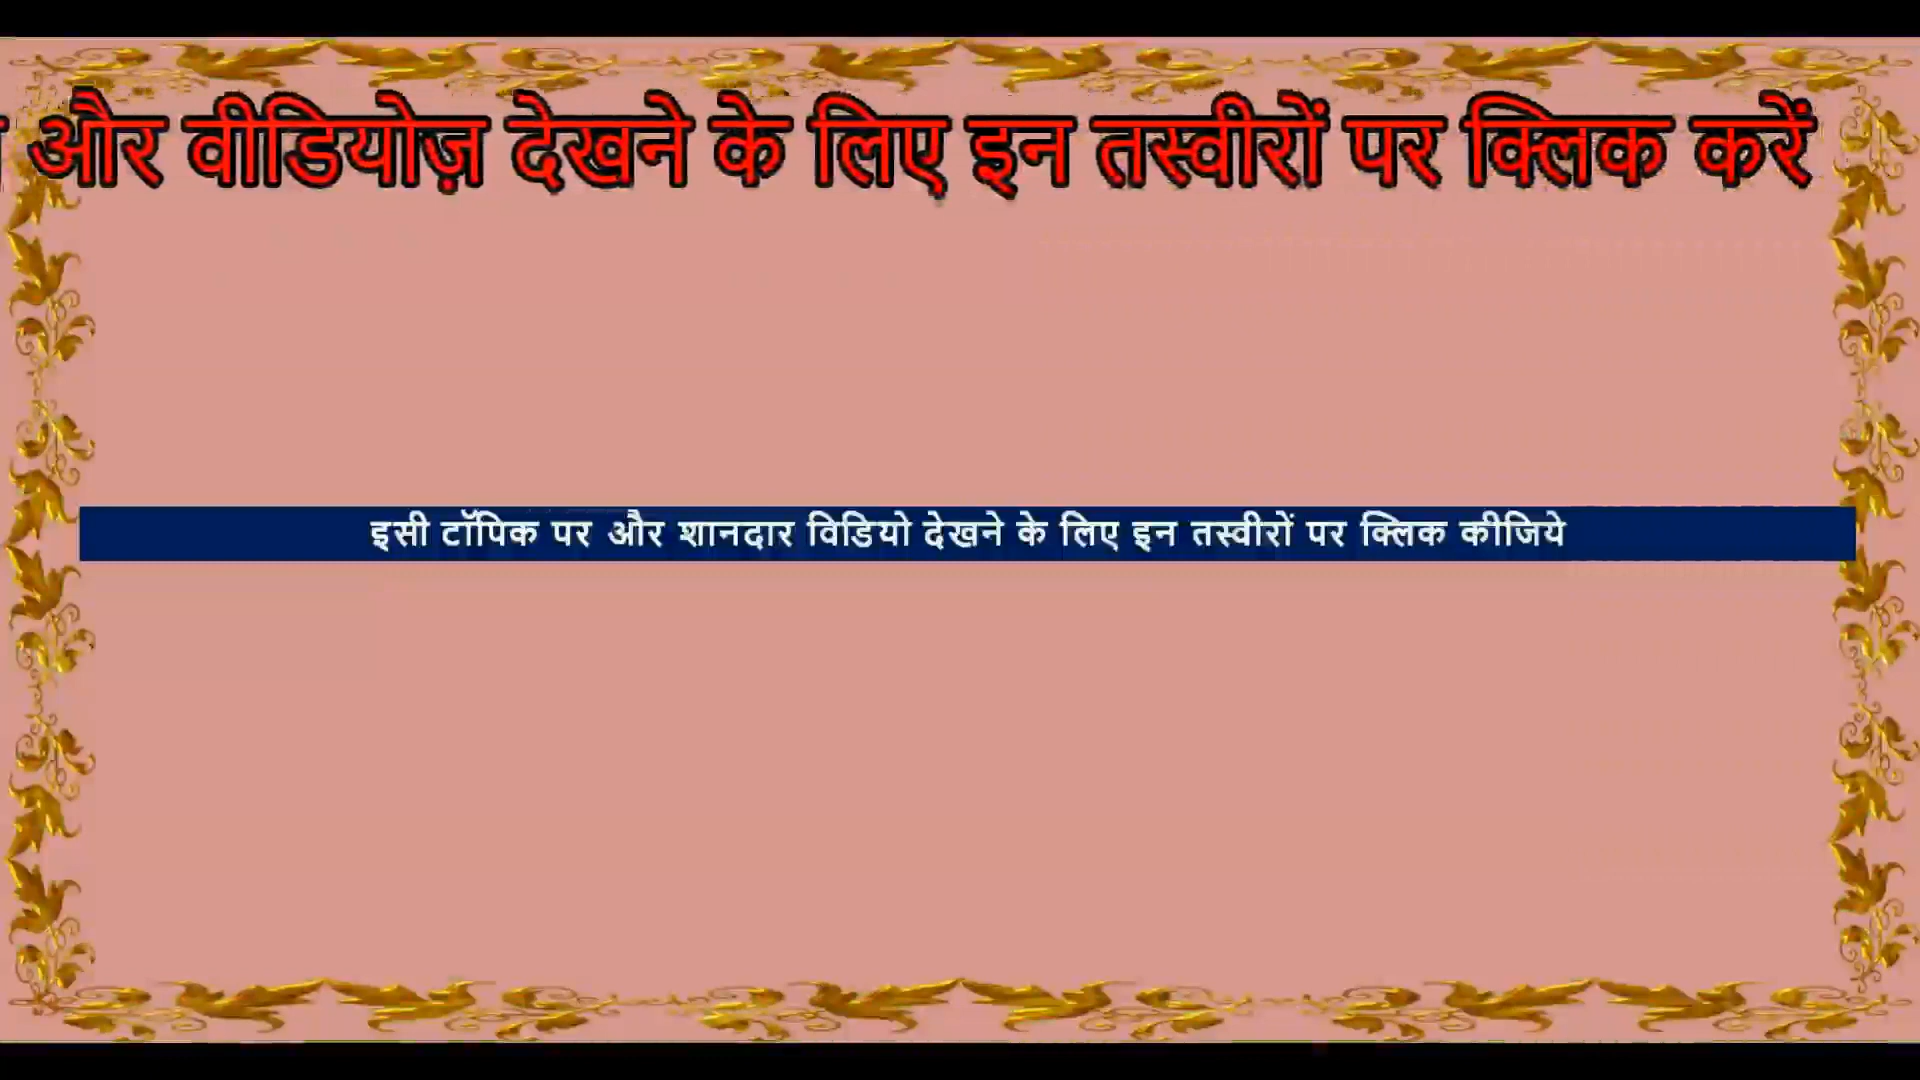 और वीडियोज़ देखने के लिए इन तस्वीरों पर क्लिक करें
इसी टॉपिक पर और शानदार विडियो देखने के लिए इन तस्वीरों पर क्लिक कीजिये